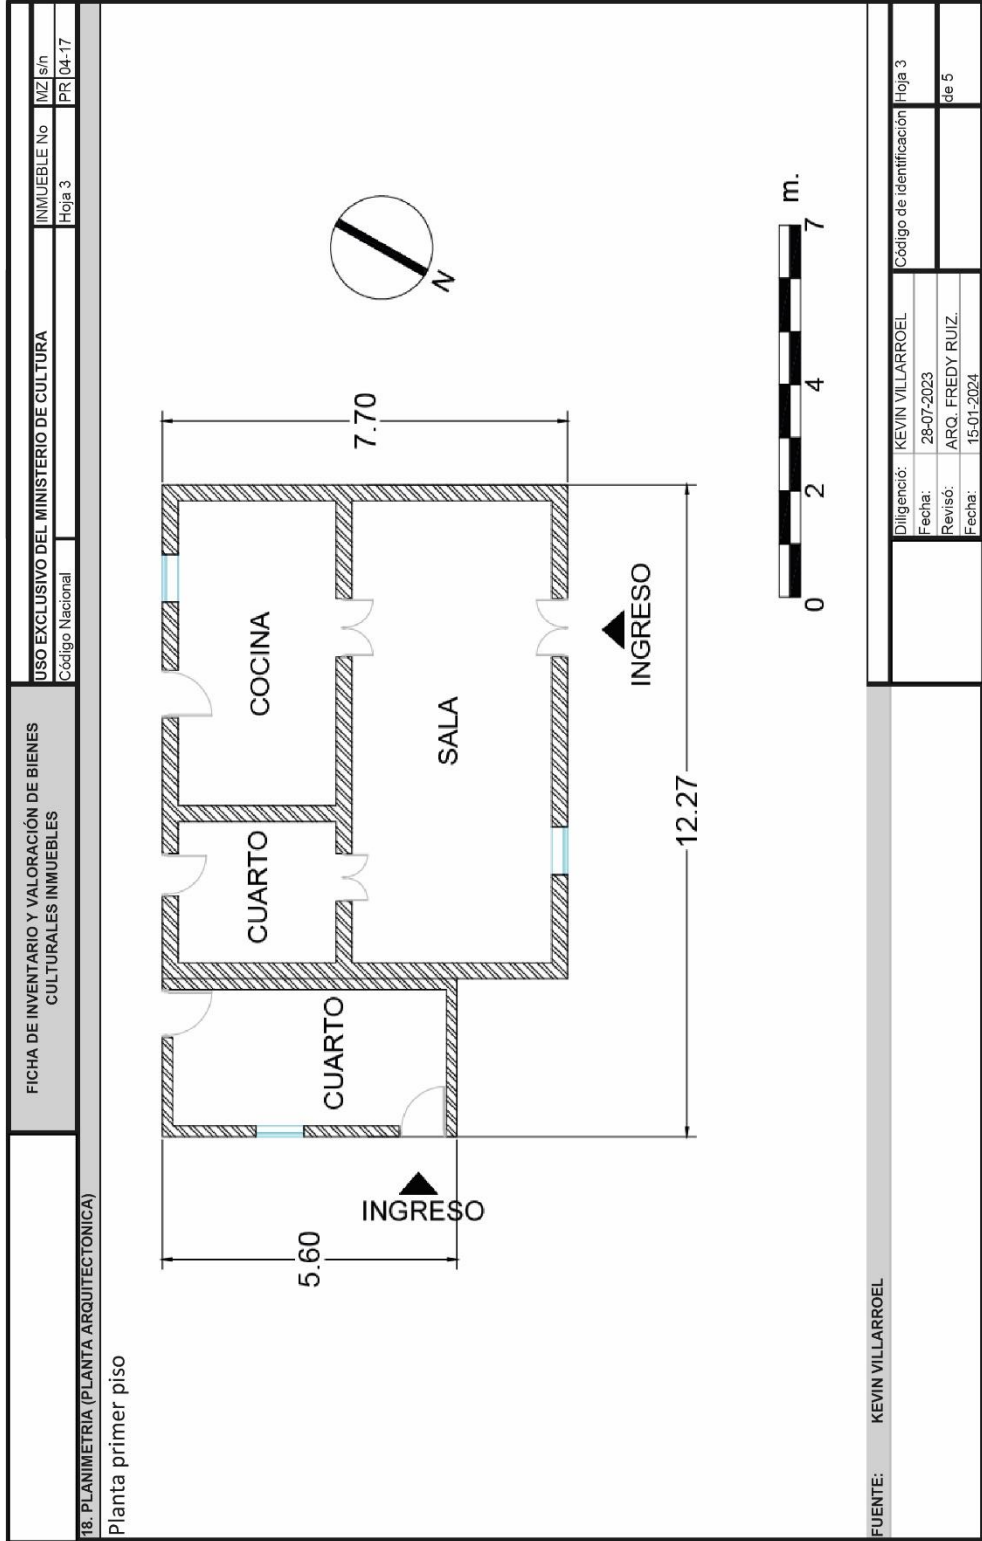 FICHA DE INVENTARIO Y VALORACIÓN DE BIENES
CULTURALES INMUEBLES
USO EXCLUSIVO DEL MINISTERIO DE CULTURA
Código Nacional
INMUEBLE No
Hoja 3
MZ s/n
PR 04-17
18. PLANIMETRIA (PLANTA ARQUITECTONICA)
Planta primer piso
5.60
INGRESO
CUARTO
CUARTO
COCINA
SALA
7.70
12.27
INGRESO
N
0 2 4 7 m.
FUENTE: KEVIN VILLARROEL
Diligenció: KEVIN VILLARROEL
Fecha: 28-07-2023
Revisó: ARQ. FREDY RUIZ.
Fecha: 15-01-2024
Código de identificación
Hoja 3
de 5